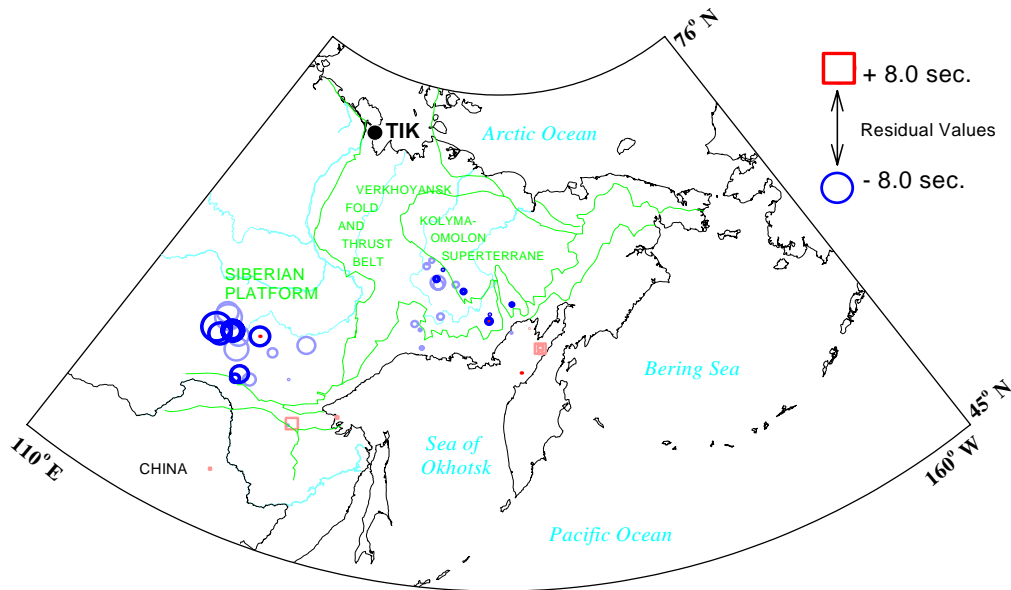 76° N
+ 8.0 sec.
Residual Values
- 8.0 sec.
TIK
Arctic Ocean
VERKHOYANSK
FOLD
AND
THRUST
BELT
KOLYMA-
OMOLON
SUPERTERRANE
SIBERIAN
PLATFORM
Bering Sea
45° N
160° W
110° E
CHINA
Sea of
Okhotsk
Pacific Ocean